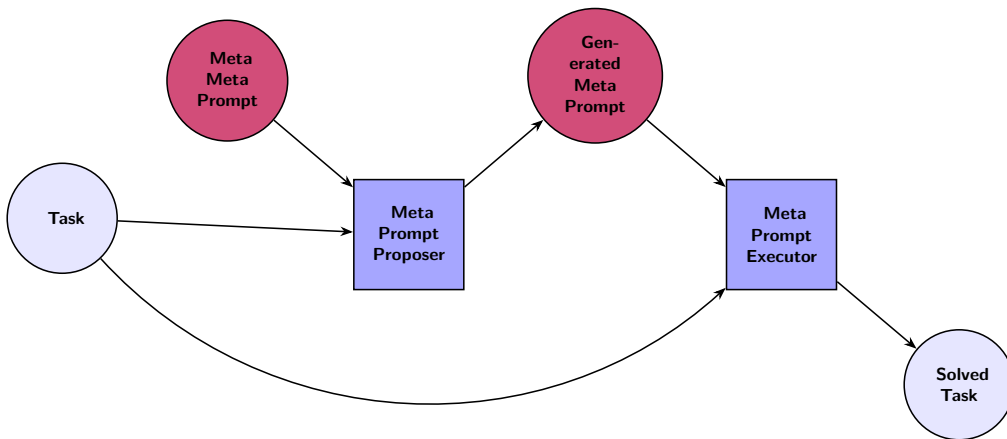 Meta
Meta
Prompt
Gen-
erated
Meta
Prompt
Task
Meta
Prompt
Proposer
Meta
Prompt
Executor
Solved
Task